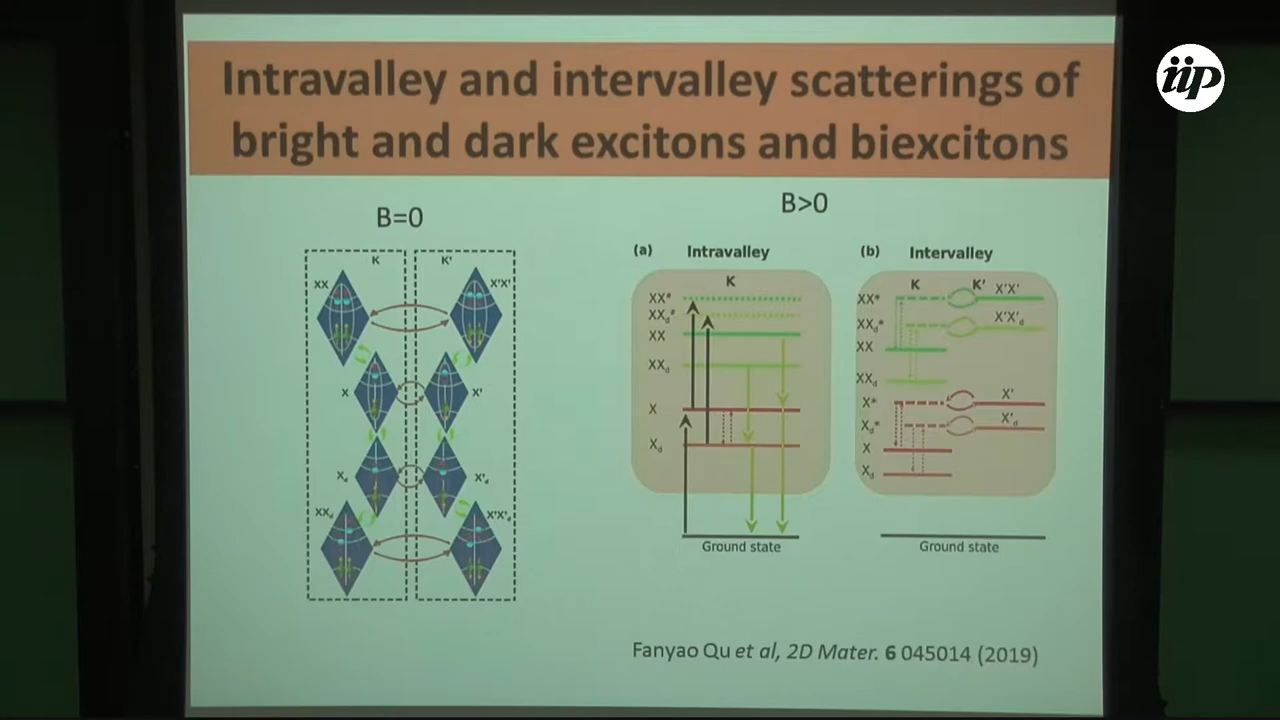 iip
Intravalley and intervalley scatterings of
bright and dark excitons and biexcitons
B=0
K
K'
XX
X'X'
X
X'
Xd
X'd
XXd
X'X'd
B>0
(a) Intravalley
K
XX*
XXd*
XX
XXd
X
Xd
Ground state
(b) Intervalley
K K' X'X'
XX*
X'X'd
XXd*
XX
XXd
X'
X*
X'd
Xd*
X
Xd
Ground state
Fanyao Qu et al, 2D Mater. 6 045014 (2019)